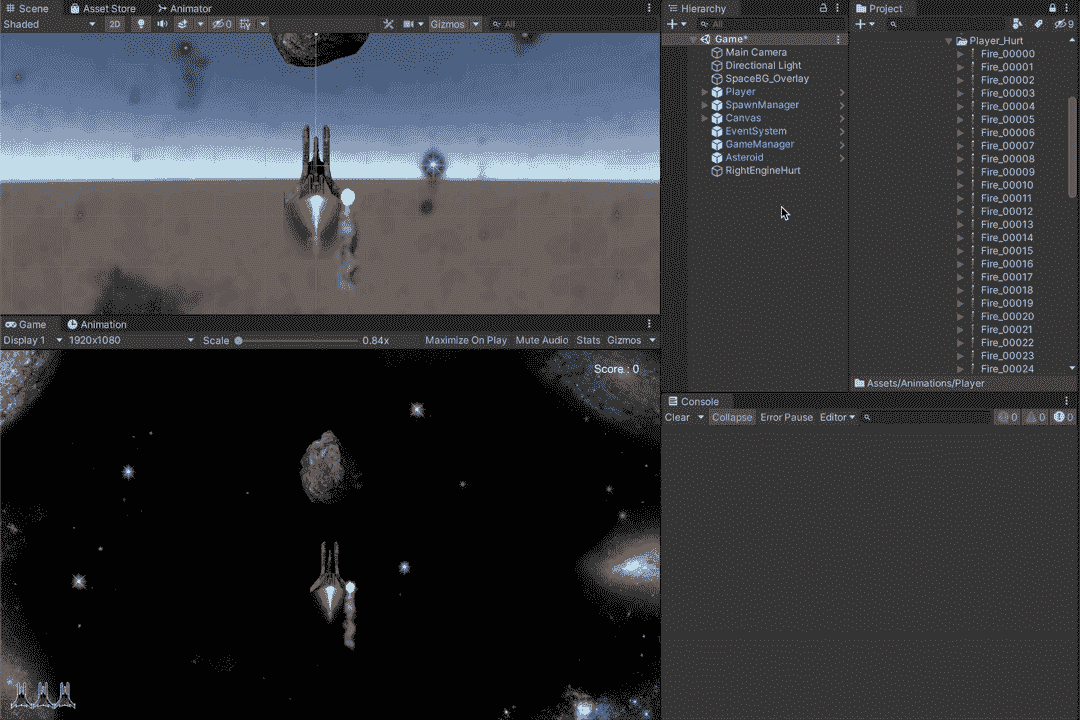 Scene Asset Store Animator
Shaded 2D 0 Gizmos All
Game Animation
Display 1 1920x1080 Scale 0.84x Maximize On Play Mute Audio Stats Gizmos
Score : 0
Hierarchy
All
Game*
Main Camera
Directional Light
SpaceBG_Overlay
Player
SpawnManager
Canvas
EventSystem
GameManager
Asteroid
RightEngineHurt
Project
9
Player_Hurt
Fire_00000
Fire_00001
Fire_00002
Fire_00003
Fire_00004
Fire_00005
Fire_00006
Fire_00007
Fire_00008
Fire_00009
Fire_00010
Fire_00011
Fire_00012
Fire_00013
Fire_00014
Fire_00015
Fire_00016
Fire_00017
Fire_00018
Fire_00019
Fire_00020
Fire_00021
Fire_00022
Fire_00023
Fire_00024
Assets/Animations/Player
Console
Clear Collapse Error Pause Editor 0 0 0